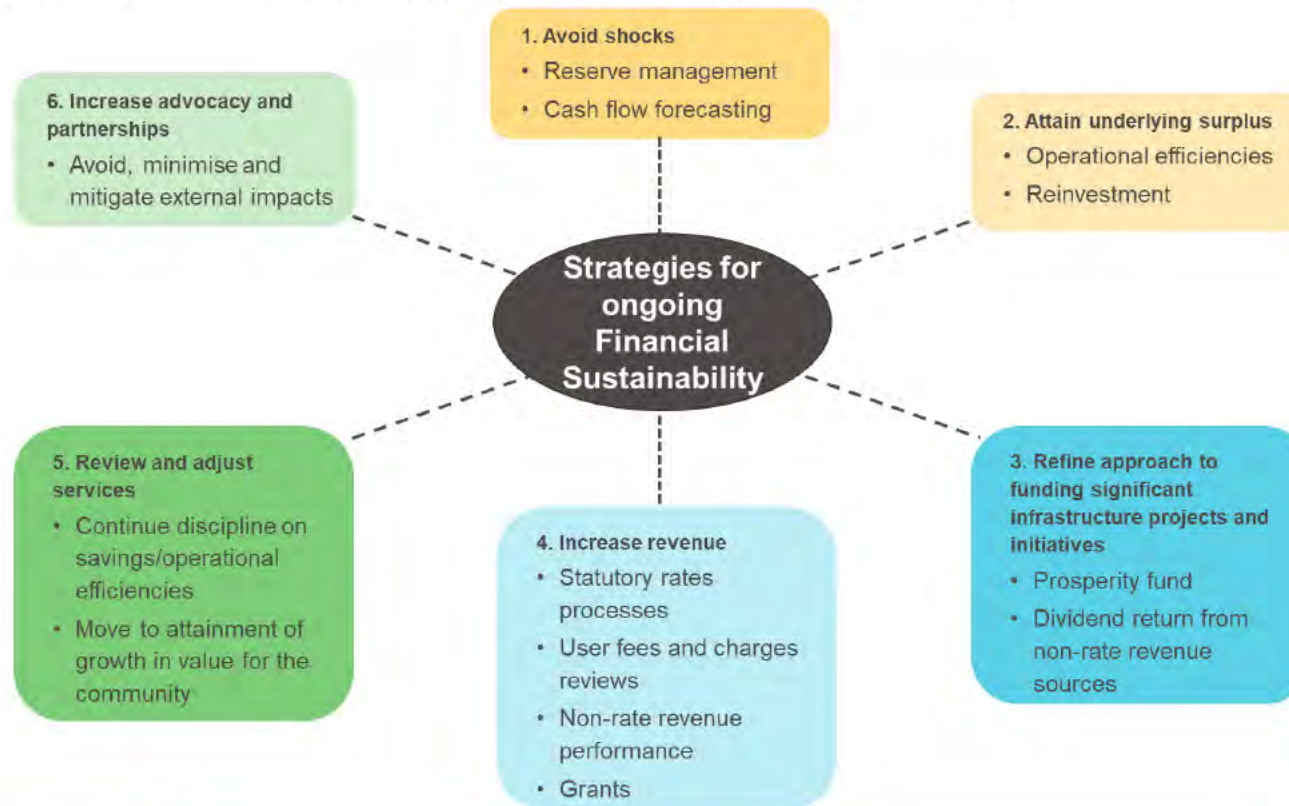 1. Avoid shocks
• Reserve management
• Cash flow forecasting
6. Increase advocacy and
partnerships
• Avoid, minimise and
mitigate external impacts
2. Attain underlying surplus
• Operational efficiencies
• Reinvestment
Strategies for
ongoing
Financial
Sustainability
5. Review and adjust
services
• Continue discipline on
savings/operational
efficiencies
• Move to attainment of
growth in value for the
community
4. Increase revenue
• Statutory rates
processes
• User fees and charges
reviews
• Non-rate revenue
performance
• Grants
3. Refine approach to
funding significant
infrastructure projects and
initiatives
• Prosperity fund
• Dividend return from
non-rate revenue
sources